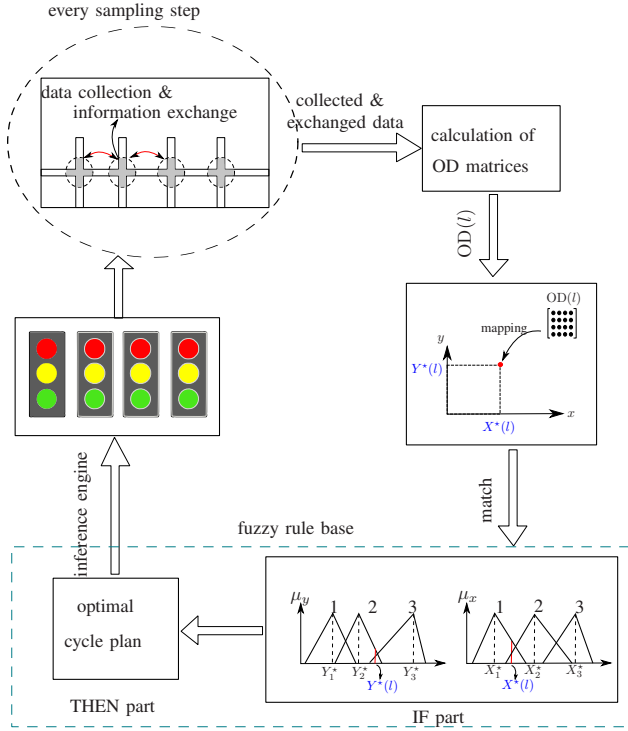 every sampling step
data collection &
information exchange
collected &
exchanged data
calculation of
OD matrices
OD(l)
OD(l)
mapping
y
Y*(l)
x
X*(l)
match
inference engine
fuzzy rule base
optimal
cycle plan
THEN part
μy
1 2 3
Y1* Y2* Y3*
Y*(l)
μx
1 2 3
X1* X2* X3*
X*(l)
IF part